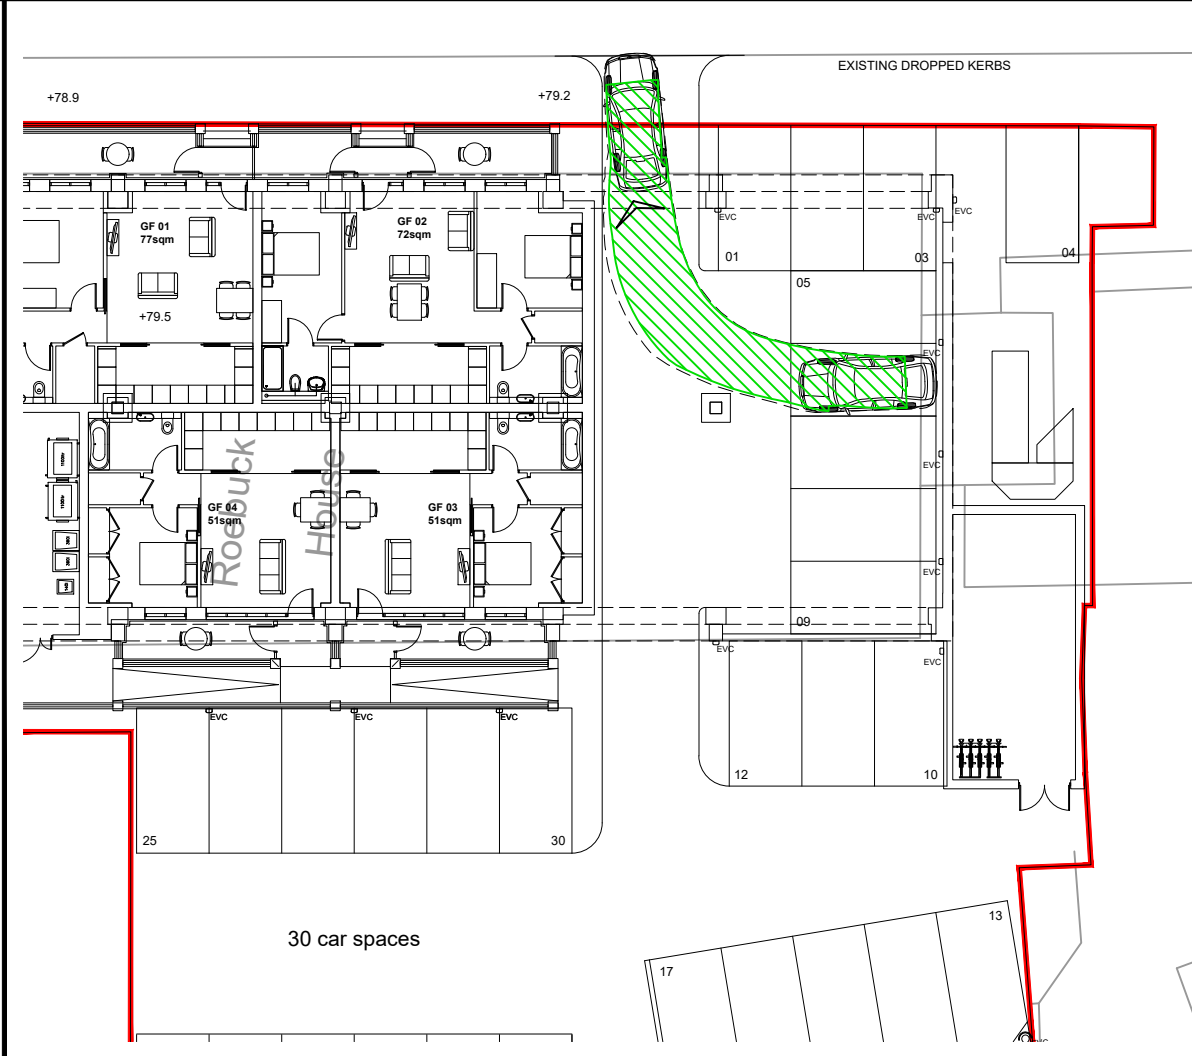 EXISTING DROPPED KERBS
+78.9
+79.2
GF 01
77sqm
GF 02
72sqm
EVC
EVC
EVC
01
03
04
05
+79.5
EVC
Roebuck
House
GF 04
51sqm
GF 03
51sqm
EVC
EVC
09
EVC
EVC
EVC
EVC
EVC
12
10
25
30
13
17
30 car spaces